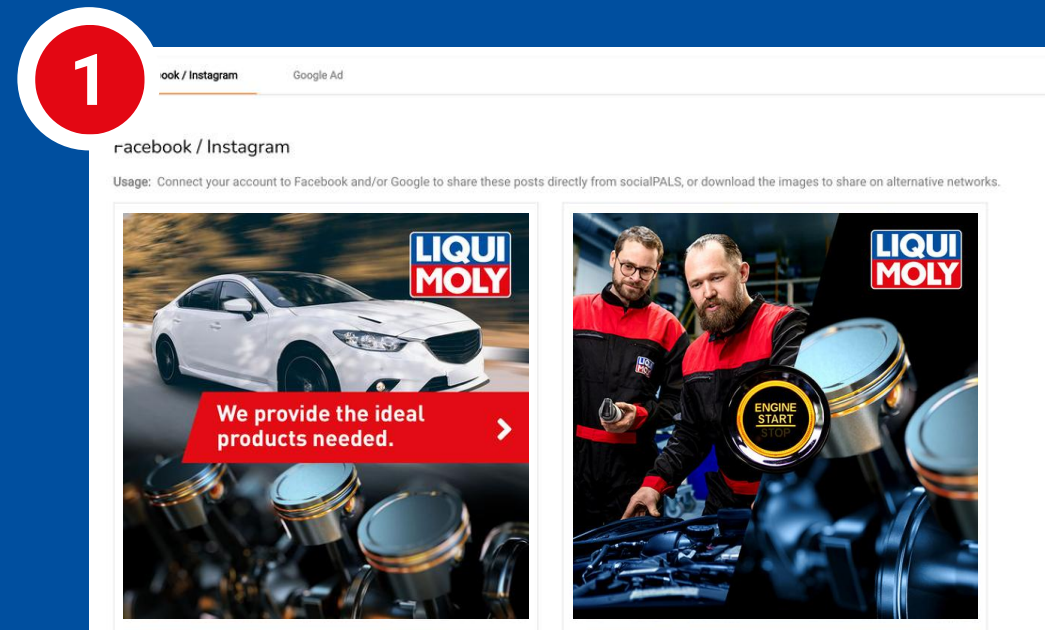 1
ook / Instagram
Google Ad
Facebook / Instagram
Usage: Connect your account to Facebook and/or Google to share these posts directly from socialPALS, or download the images to share on alternative networks.
LIQUI
MOLY
We provide the ideal
products needed.
LIQUI
MOLY
LIQUI
MOLY
ENGINE
START
STOP